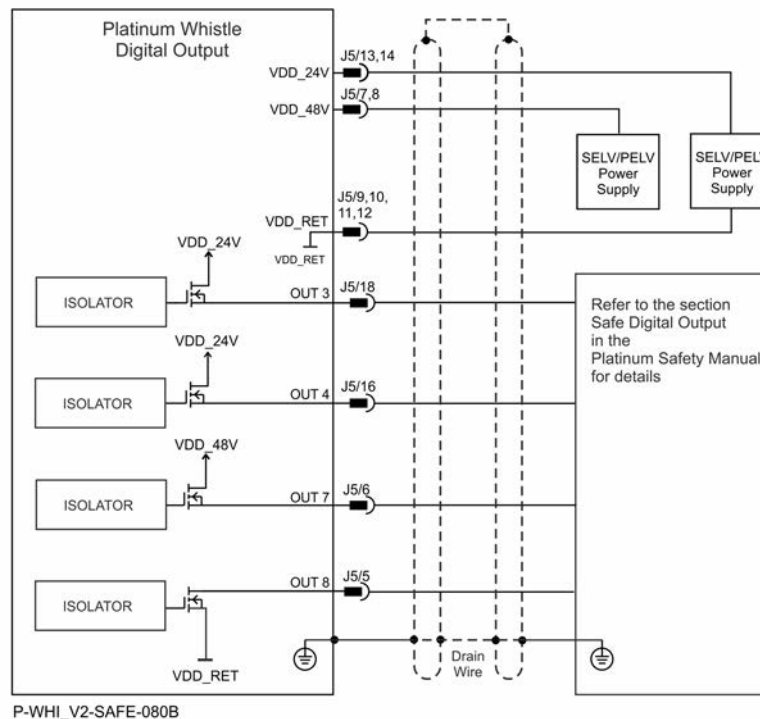 Platinum Whistle
Digital Output
J5/13,14
VDD_24V
J5/7,8
VDD_48V
SELV/PELV
Power
Supply
SELV/PELV
Power
Supply
J5/9,10,
11,12
VDD_RET
VDD_RET
VDD_24V
ISOLATOR
OUT 3
J5/18
Refer to the section
Safe Digital Output
in the
Platinum Safety Manual
for details
VDD_24V
ISOLATOR
OUT 4
J5/16
VDD_48V
ISOLATOR
OUT 7
J5/6
ISOLATOR
OUT 8
J5/5
VDD_RET
Drain
Wire
P-WHI_V2-SAFE-080B